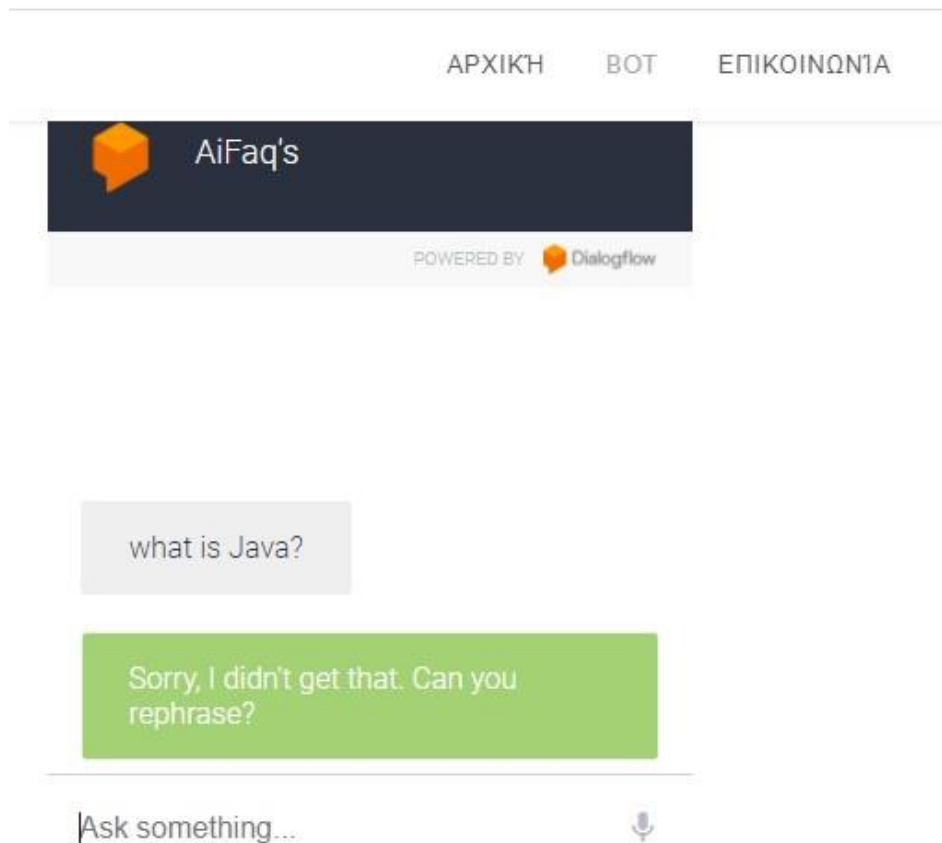 ΑΡΧΙΚΉ BOT ΕΠΙΚΟΙΝΩΝΊΑ
AiFaq's
POWERED BY Dialogflow
what is Java?
Sorry, I didn't get that. Can you
rephrase?
Ask something...